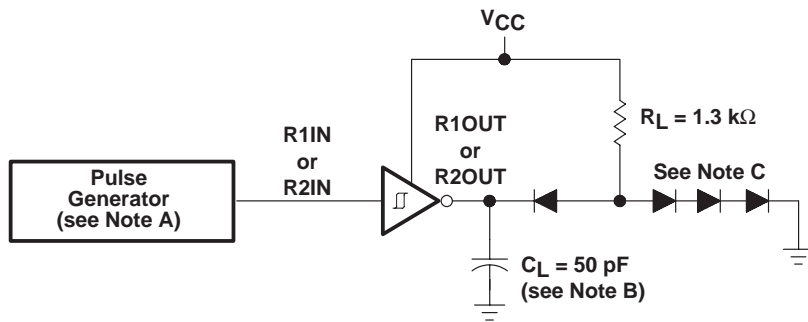 VCC
R1IN
or
R2IN
R1OUT
or
R2OUT
RL = 1.3 kΩ
See Note C
Pulse
Generator
(see Note A)
CL = 50 pF
(see Note B)